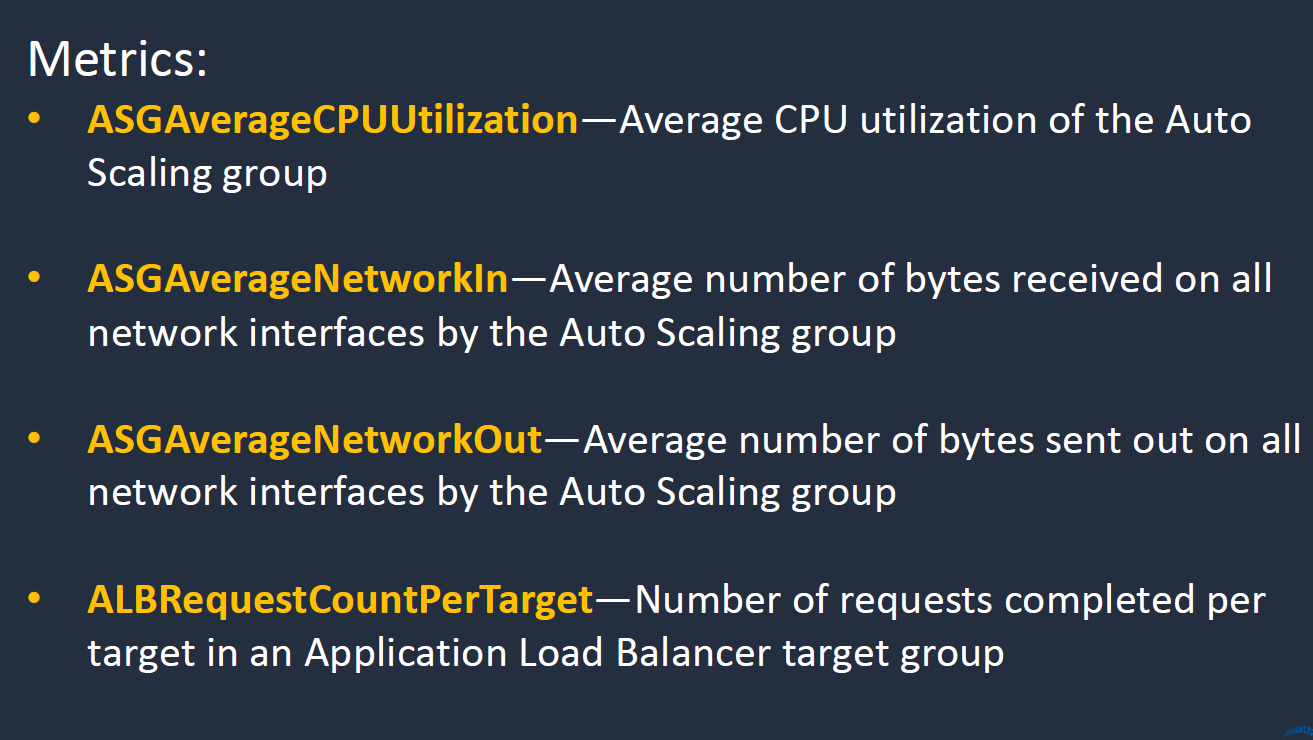 Metrics:
• ASGAverageCPUUtilization—Average CPU utilization of the Auto
Scaling group
• ASGAverageNetworkIn—Average number of bytes received on all
network interfaces by the Auto Scaling group
• ASGAverageNetworkOut—Average number of bytes sent out on all
network interfaces by the Auto Scaling group
• ALBRequestCountPerTarget—Number of requests completed per
target in an Application Load Balancer target group